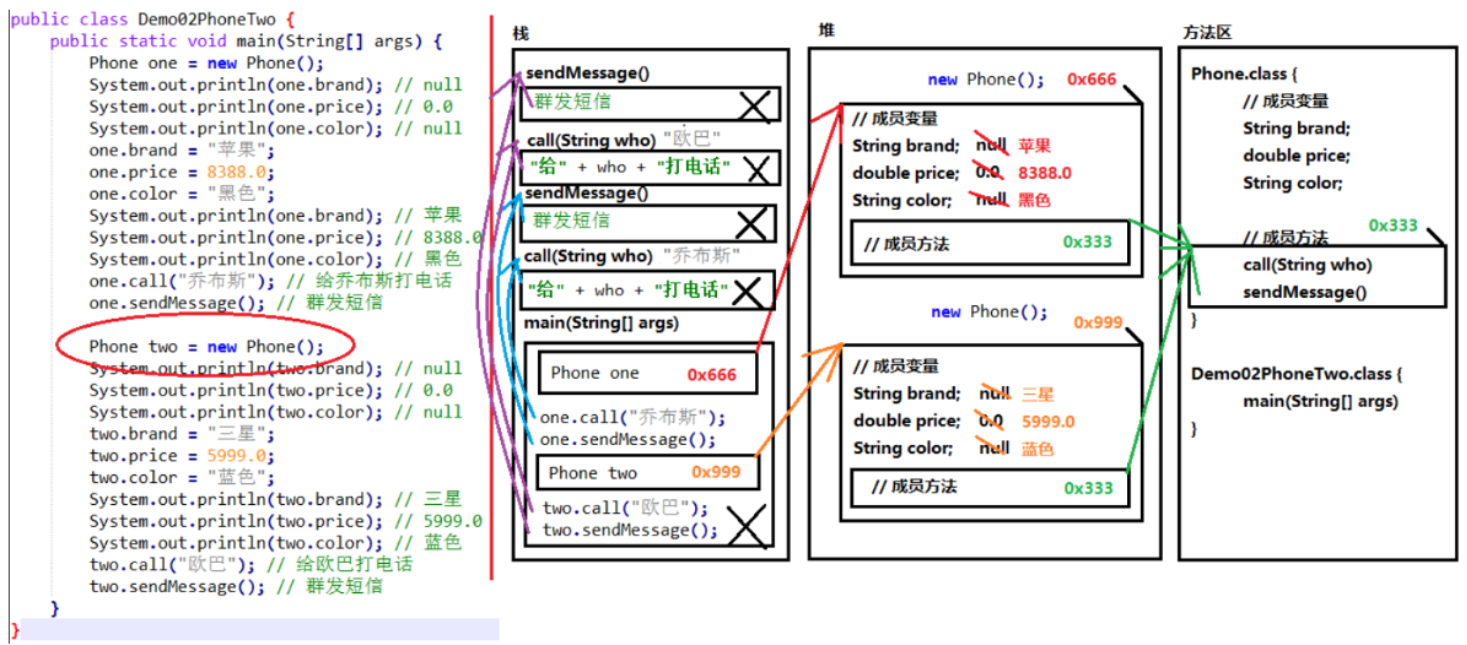 public class Demo02PhoneTwo {
public static void main(String[] args) {
Phone one = new Phone();
System.out.println(one.brand); // null
System.out.println(one.price); // 0.0
System.out.println(one.color); // null
one.brand = "苹果";
one.price = 8388.0;
one.color = "黑色";
System.out.println(one.brand); // 苹果
System.out.println(one.price); // 8388.0
System.out.println(one.color); // 黑色
one.call("乔布斯"); // 给乔布斯打电话
one.sendMessage(); // 群发短信
Phone two = new Phone();
System.out.println(two.brand); // null
System.out.println(two.price); // 0.0
System.out.println(two.color); // null
two.brand = "三星";
two.price = 5999.0;
two.color = "蓝色";
System.out.println(two.brand); // 三星
System.out.println(two.price); // 5999.0
System.out.println(two.color); // 蓝色
two.call("欧巴"); // 给欧巴打电话
two.sendMessage(); // 群发短信
}
}
栈
sendMessage()
群发短信
call(String who) "欧巴"
"给" + who + "打电话"
sendMessage()
群发短信
call(String who) "乔布斯"
"给" + who + "打电话"
main(String[] args)
Phone one 0x666
one.call("乔布斯");
one.sendMessage();
Phone two 0x999
two.call("欧巴");
two.sendMessage();
堆
new Phone(); 0x666
// 成员变量
String brand; null 苹果
double price; 0.0 8388.0
String color; null 黑色
// 成员方法 0x333
new Phone(); 0x999
// 成员变量
String brand; null 三星
double price; 0.0 5999.0
String color; null 蓝色
// 成员方法 0x333
方法区
Phone.class {
// 成员变量
String brand;
double price;
String color;
// 成员方法 0x333
call(String who)
sendMessage()
}
Demo02PhoneTwo.class {
main(String[] args)
}